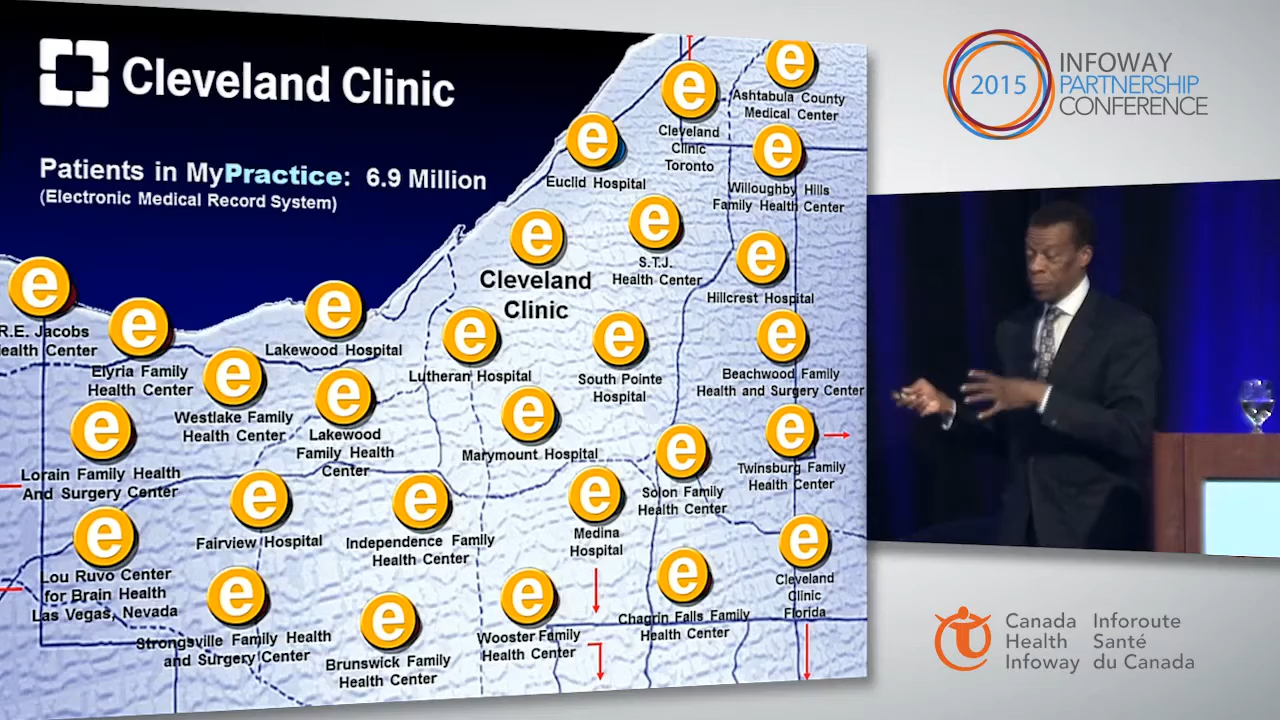 Cleveland Clinic
Patients in MyPractice: 6.9 Million
(Electronic Medical Record System)
e
Ashtabula County
Medical Center
e
Cleveland
Clinic
Toronto
e
Euclid Hospital
e
Willoughby Hills
Family Health Center
e
Cleveland
Clinic
e
S.T.J.
Health Center
e
Hillcrest Hospital
e
R.E. Jacobs
ealth Center
e
Elyria Family
Health Center
e
Lakewood Hospital
e
Lutheran Hospital
e
South Pointe
Hospital
e
Beachwood Family
Health and Surgery Center
e
Westlake Family
Health Center
e
Lakewood
Family Health
Center
e
Marymount Hospital
e
Lorain Family Health
And Surgery Center
e
Solon Family
Health Center
e
Twinsburg Family
Health Center
e
Fairview Hospital
e
Independence Family
Health Center
e
Medina
Hospital
e
Lou Ruvo Center
for Brain Health
Las Vegas, Nevada
e
Strongsville Family Health
and Surgery Center
e
Brunswick Family
Health Center
e
Wooster Family
Health Center
e
Chagrin Falls Family
Health Center
e
Cleveland
Clinic
Florida
2015
INFOWAY
PARTNERSHIP
CONFERENCE
Canada Inforoute
Health Santé
Infoway du Canada